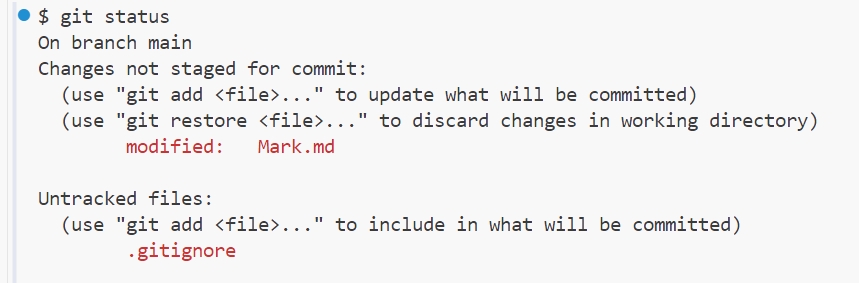 $ git status
On branch main
Changes not staged for commit:
  (use "git add <file>..." to update what will be committed)
  (use "git restore <file>..." to discard changes in working directory)
        modified:   Mark.md

Untracked files:
  (use "git add <file>..." to include in what will be committed)
        .gitignore